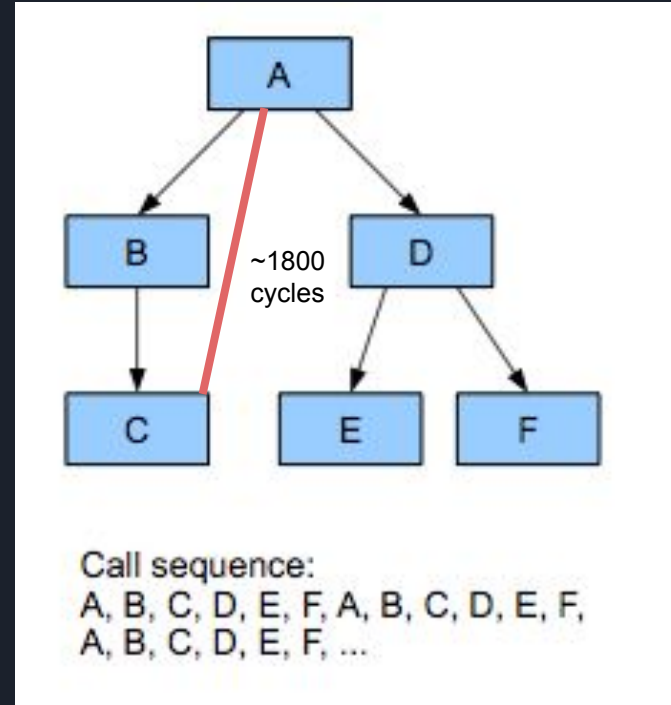 A
B
D
~1800
cycles
C
E
F
Call sequence:
A, B, C, D, E, F, A, B, C, D, E, F,
A, B, C, D, E, F, ...